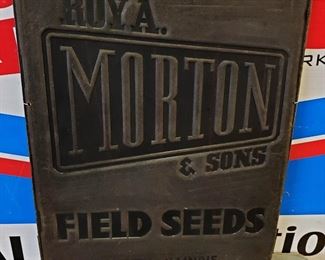 ROY A.
MORTON
& SONS
FIELD SEEDS